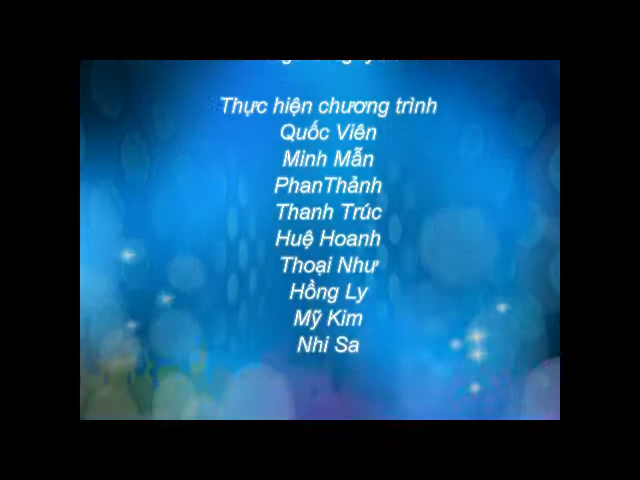 Thực hiện chương trình
Quốc Viên
Minh Mẫn
PhanThảnh
Thanh Trúc
Huệ Hoanh
Thoại Như
Hồng Ly
Mỹ Kim
Nhi Sa